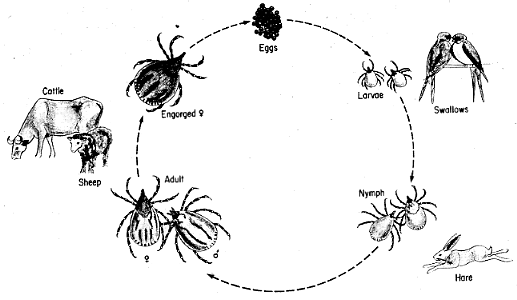 Eggs
Larvae
Swallows
Nymph
Hare
Adult
♀
♂
Engorged ♀
Cattle
Sheep